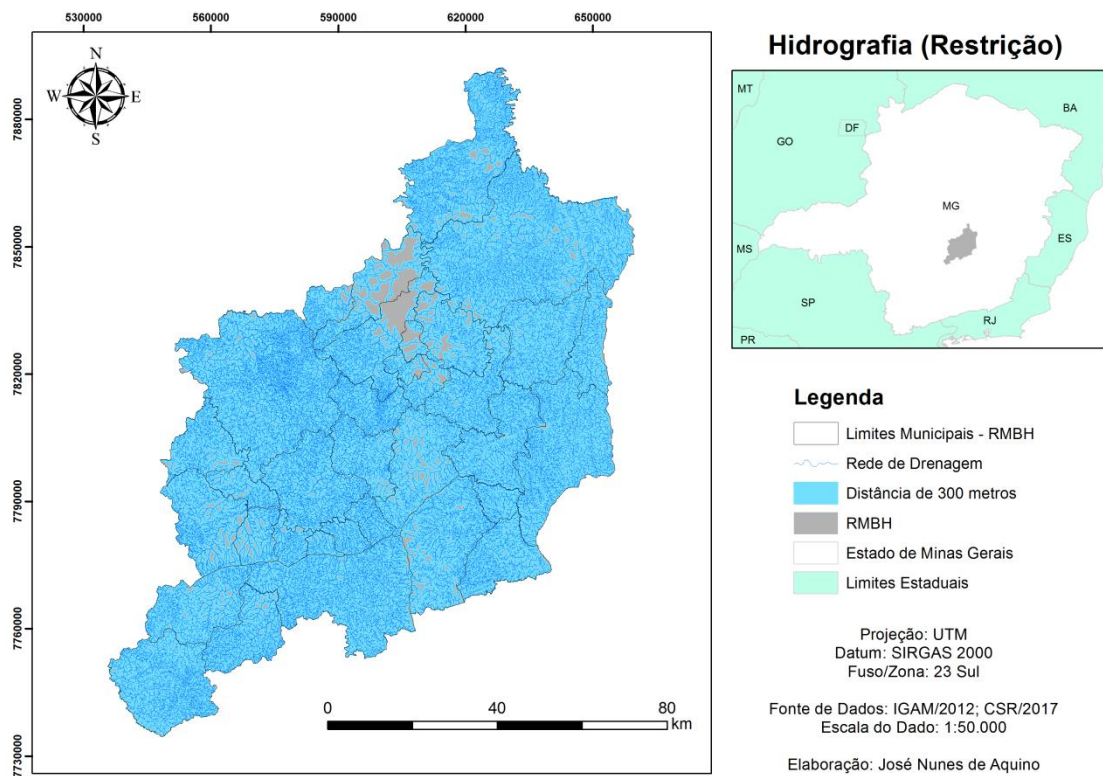 530000 560000 590000 620000 650000
Hidrografia (Restrição)
N
W E
S
7880000
7850000
7820000
7790000
7760000
7730000
MT
BA
DF
GO
MG
MS
ES
SP
RJ
PR
Legenda
Limites Municipais - RMBH
Rede de Drenagem
Distância de 300 metros
RMBH
Estado de Minas Gerais
Limites Estaduais
Projeção: UTM
Datum: SIRGAS 2000
Fuso/Zona: 23 Sul
0 40 80
km
Fonte de Dados: IGAM/2012; CSR/2017
Escala do Dado: 1:50.000
Elaboração: José Nunes de Aquino